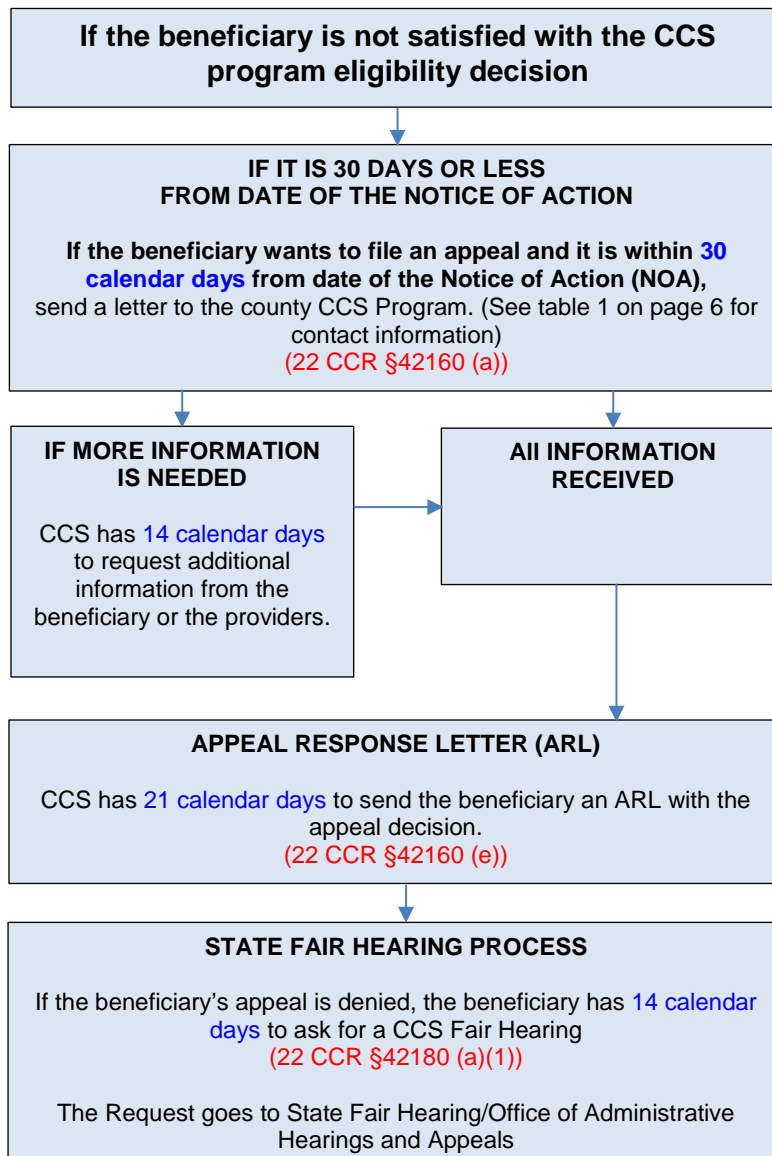 If the beneficiary is not satisfied with the CCS
program eligibility decision
IF IT IS 30 DAYS OR LESS
FROM DATE OF THE NOTICE OF ACTION
If the beneficiary wants to file an appeal and it is within 30
calendar days from date of the Notice of Action (NOA),
send a letter to the county CCS Program. (See table 1 on page 6 for
contact information)
(22 CCR §42160 (a))
IF MORE INFORMATION
IS NEEDED
CCS has 14 calendar days
to request additional
information from the
beneficiary or the providers.
All INFORMATION
RECEIVED
APPEAL RESPONSE LETTER (ARL)
CCS has 21 calendar days to send the beneficiary an ARL with the
appeal decision.
(22 CCR §42160 (e))
STATE FAIR HEARING PROCESS
If the beneficiary’s appeal is denied, the beneficiary has 14 calendar
days to ask for a CCS Fair Hearing
(22 CCR §42180 (a)(1))
The Request goes to State Fair Hearing/Office of Administrative
Hearings and Appeals